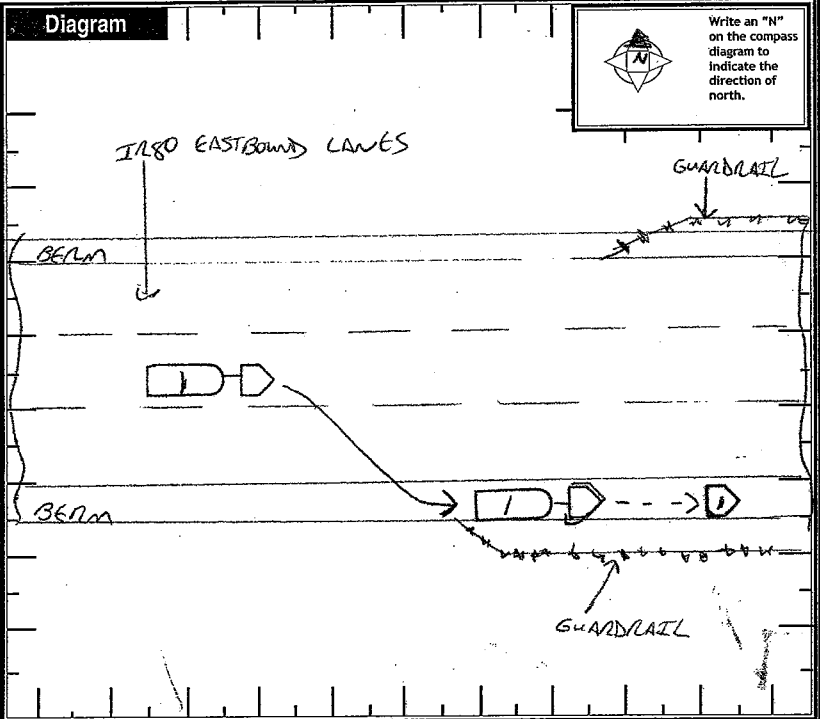 Diagram
Write an "N"
on the compass
diagram to
indicate the
direction of
north.
N
IR80 EASTBOUND LANES
GUARDRAIL
BERM
1
1
1
BERM
GUARDRAIL